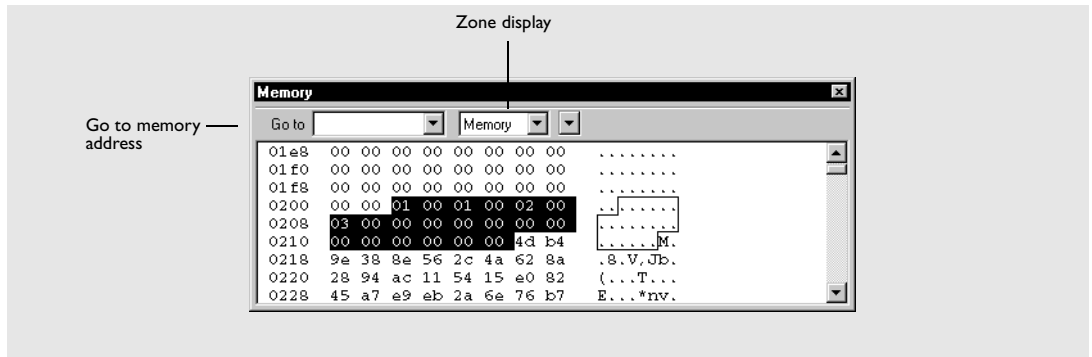 Zone display
Memory
Go to memory address
Go to Memory
01e8 00 00 00 00 00 00 00 00 ........
01f0 00 00 00 00 00 00 00 00 ........
01f8 00 00 00 00 00 00 00 00 ........
0200 00 00 01 00 01 00 02 00 ........
0208 03 00 00 00 00 00 00 00 ........
0210 00 00 00 00 00 00 4d b4 ......M.
0218 9e 38 8e 56 2c 4a 62 8a .8.V,Jb.
0220 28 94 ac 11 54 15 e0 82 (...T...
0228 45 a7 e9 eb 2a 6e 76 b7 E...*nv.